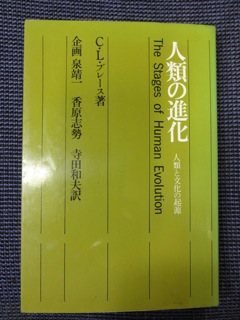 人類の進化
The Stages of Human Evolution
人類と文化の起源
C・L・ブレース著
企画 泉靖一 香原志勢 寺田和夫訳